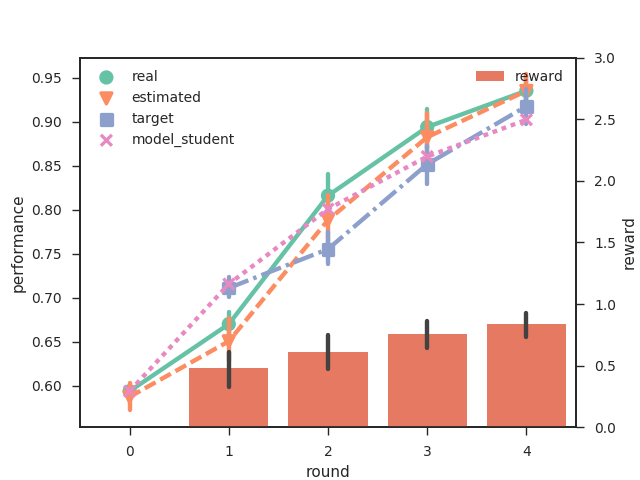 real
estimated
target
model_student
reward
0.95
0.90
0.85
0.80
0.75
0.70
0.65
0.60
performance
3.0
2.5
2.0
1.5
1.0
0.5
0.0
reward
0 1 2 3 4
round